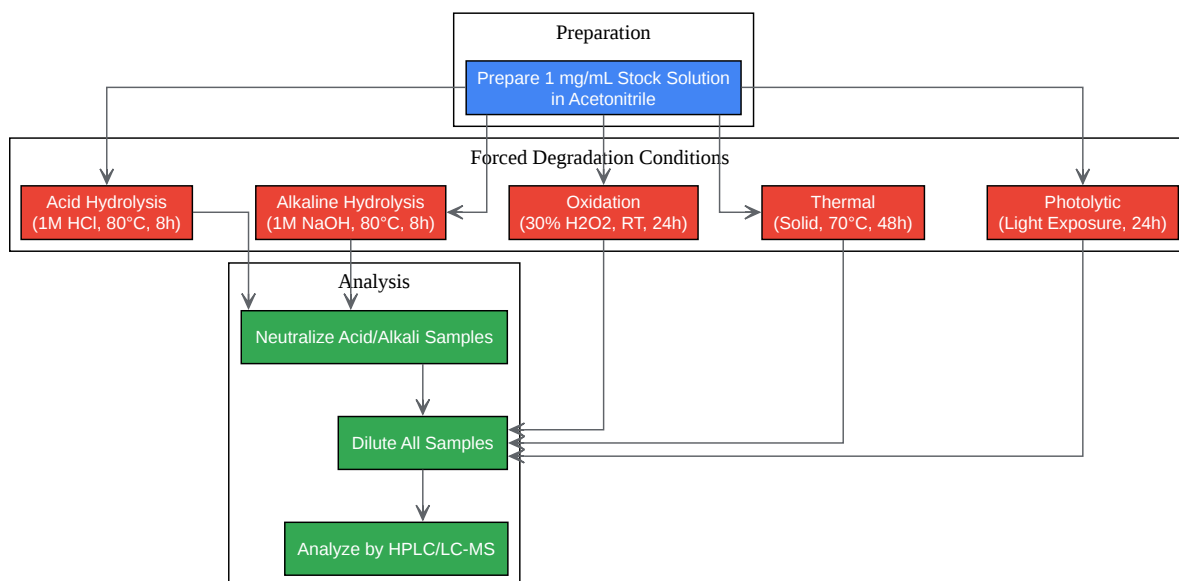 Preparation
Prepare 1 mg/mL Stock Solution
in Acetonitrile
Forced Degradation Conditions
Acid Hydrolysis
(1M HCl, 80°C, 8h)
Alkaline Hydrolysis
(1M NaOH, 80°C, 8h)
Oxidation
(30% H2O2, RT, 24h)
Thermal
(Solid, 70°C, 48h)
Photolytic
(Light Exposure, 24h)
Analysis
Neutralize Acid/Alkali Samples
Dilute All Samples
Analyze by HPLC/LC-MS